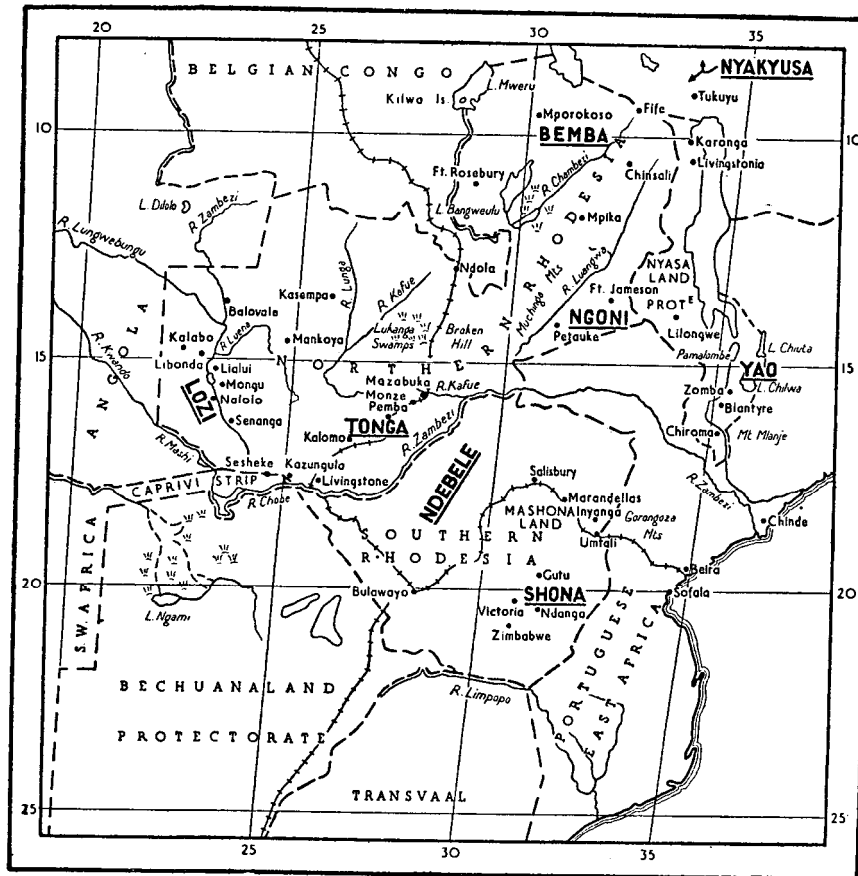 20
25
30
35
BELGIAN CONGO
NYAKYUSA
L. Mweru
Kilwa Is.
Tukuyu
Mporokoso
Fife
BEMBA
10
10
Karonga
Livingstonia
R. Chambezi
Chinsali
Ft. Rosebury
L. Dilolo
R. Zambezi
L. Bangweulu
Mpika
R. Lungwebungu
Ndola
NYASA
LAND
PROTE
Muchinga Mts
R. Luangwa
Kasempa
R. Lunga
R. Kafue
Ft. Jameson
Balovale
NGONI
Lilongwe
Lukanga
Swamps
Broken
Hill
Petauke
ANGOLA
Kalabo
R. Luena
Mankoya
15
15
Libonda
NORTHERN RHODESIA
Pamalombe
L. Chiuta
R. Kwando
Lialui
Mongu
Nalolo
LOZI
Mazabuka
R. Kafue
Monze
Pemba
YAO
Zomba
L. Chilwa
Blantyre
Senanga
TONGA
Kalomo
R. Zambezi
Chiroma
Mt Mlanje
R. Mashi
Sesheke
Kazungula
NDEBELE
Salisbury
CAPRIVI
STRIP
Livingstone
R. Chobe
Marandellas
R. Zambezi
MASHONA
LAND
Inyanga
Gorongoza
Mts
Chinde
SOUTHERN
RHODESIA
Umtali
S.W. AFRICA
Beira
20
20
Gutu
Bulawayo
SHONA
Sofala
L. Ngami
Victoria
Ndanga
Zimbabwe
PORTUGUESE
EAST AFRICA
BECHUANALAND
PROTECTORATE
R. Limpopo
TRANSVAAL
25
25
25
30
35